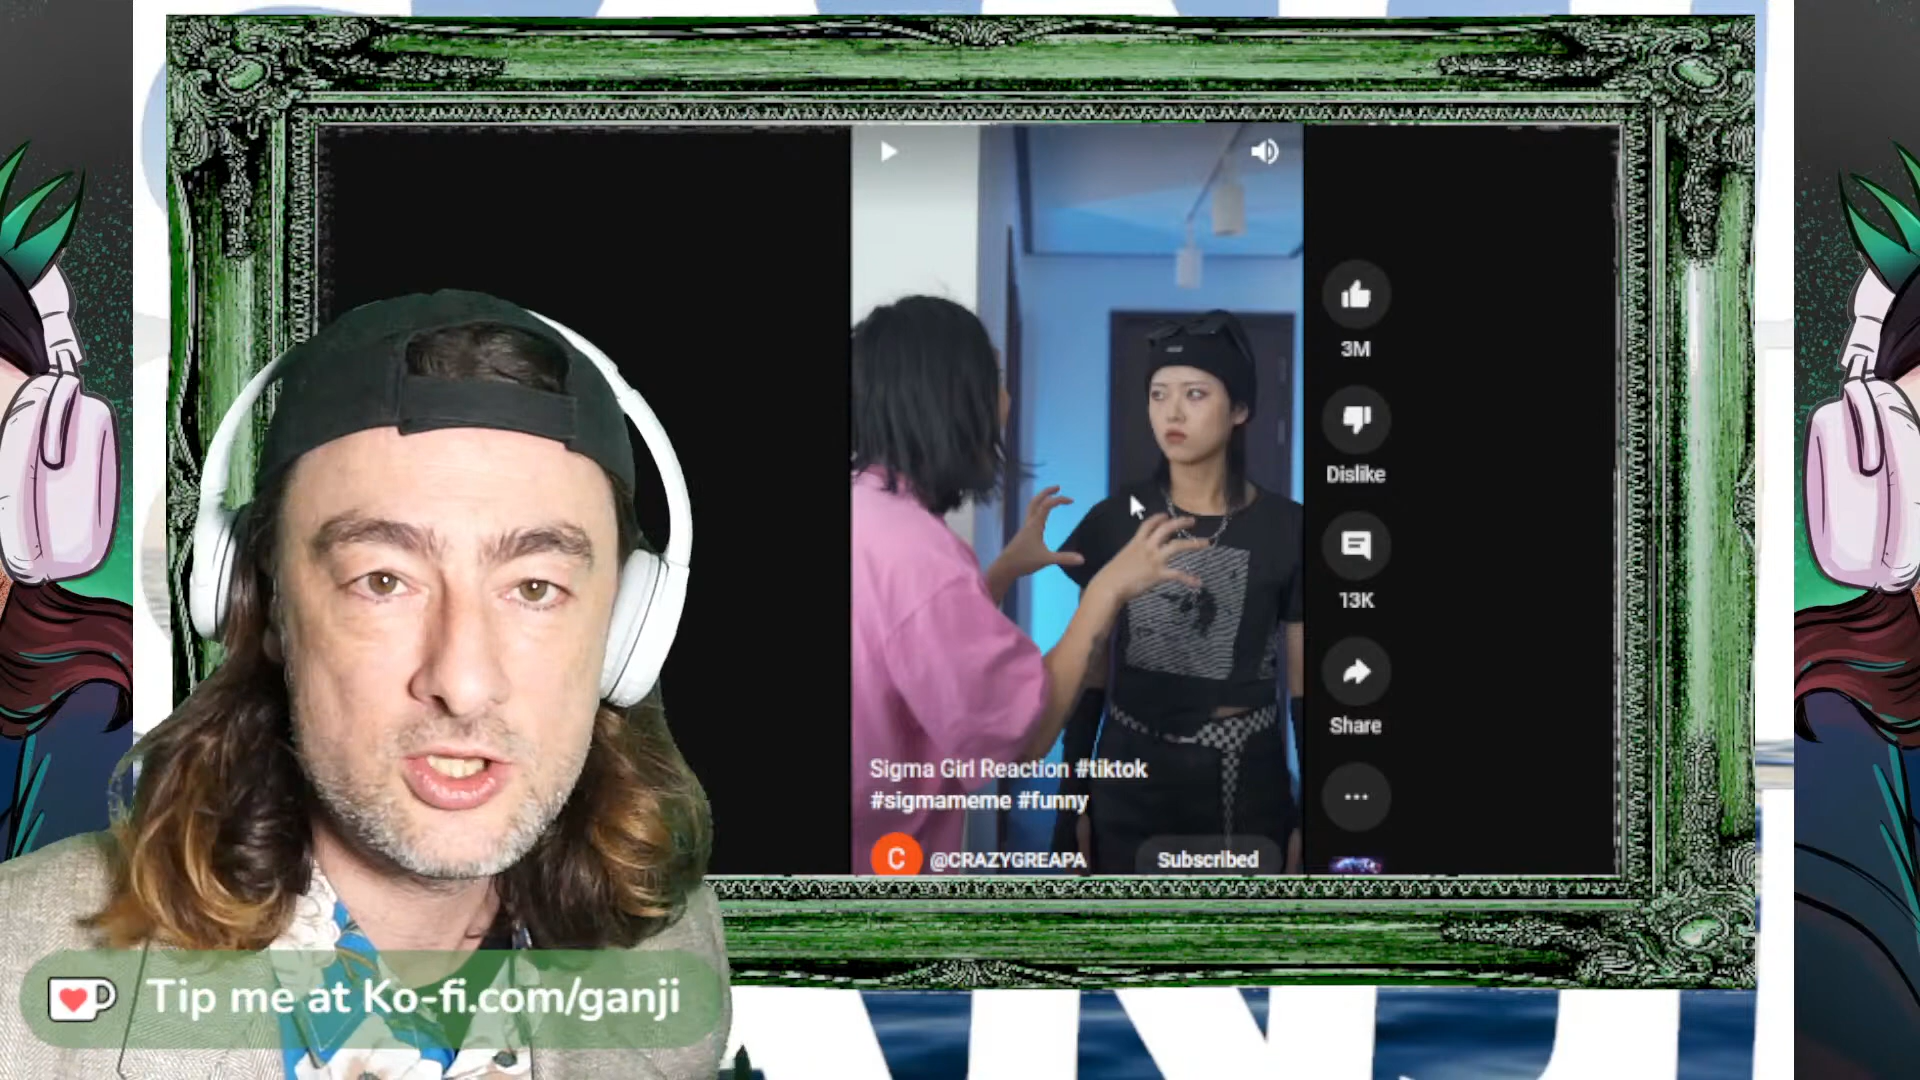 3M
Dislike
13K
Share
Sigma Girl Reaction #tiktok
#sigmameme #funny
C @CRAZYGREAPA Subscribed
Tip me at Ko-fi.com/ganji